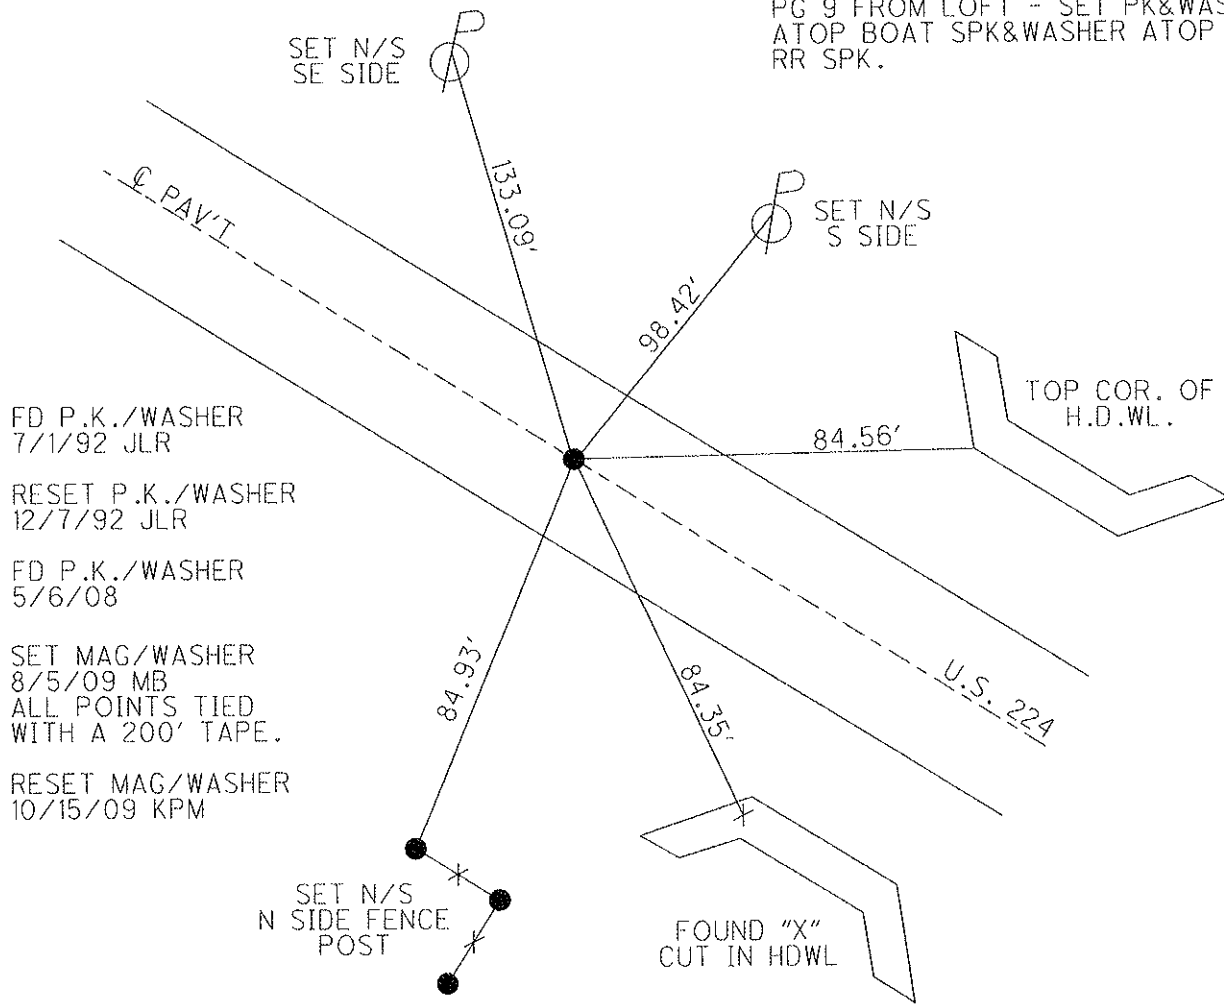 PG 9 FROM LOFT - SET PK&WAS
ATOP BOAT SPK&WASHER ATOP
RR SPK.
SET N/S
SE SIDE
133.09'
℄ PAV'T
SET N/S
S SIDE
98.42'
TOP COR. OF
H.D.WL.
84.56'
FD P.K./WASHER
7/1/92 JLR
RESET P.K./WASHER
12/7/92 JLR
FD P.K./WASHER
5/6/08
SET MAG/WASHER
8/5/09 MB
ALL POINTS TIED
WITH A 200' TAPE.
RESET MAG/WASHER
10/15/09 KPM
84.93'
84.35'
U.S. 224
SET N/S
N SIDE FENCE
POST
FOUND "X"
CUT IN HDWL